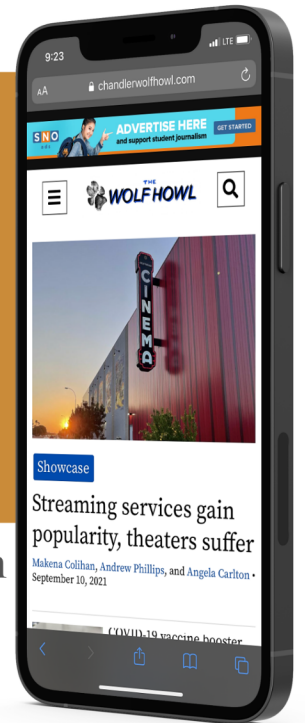 9:23
LTE
AA chandlerwolfhowl.com
SNO
ADS
ADVERTISE HERE
and support student journalism
GET STARTED
THE
WOLF HOWL
CINEMA
Showcase
Streaming services gain
popularity, theaters suffer
Makena Colihan, Andrew Phillips, and Angela Carlton •
September 10, 2021
COVID-19 vaccine booster